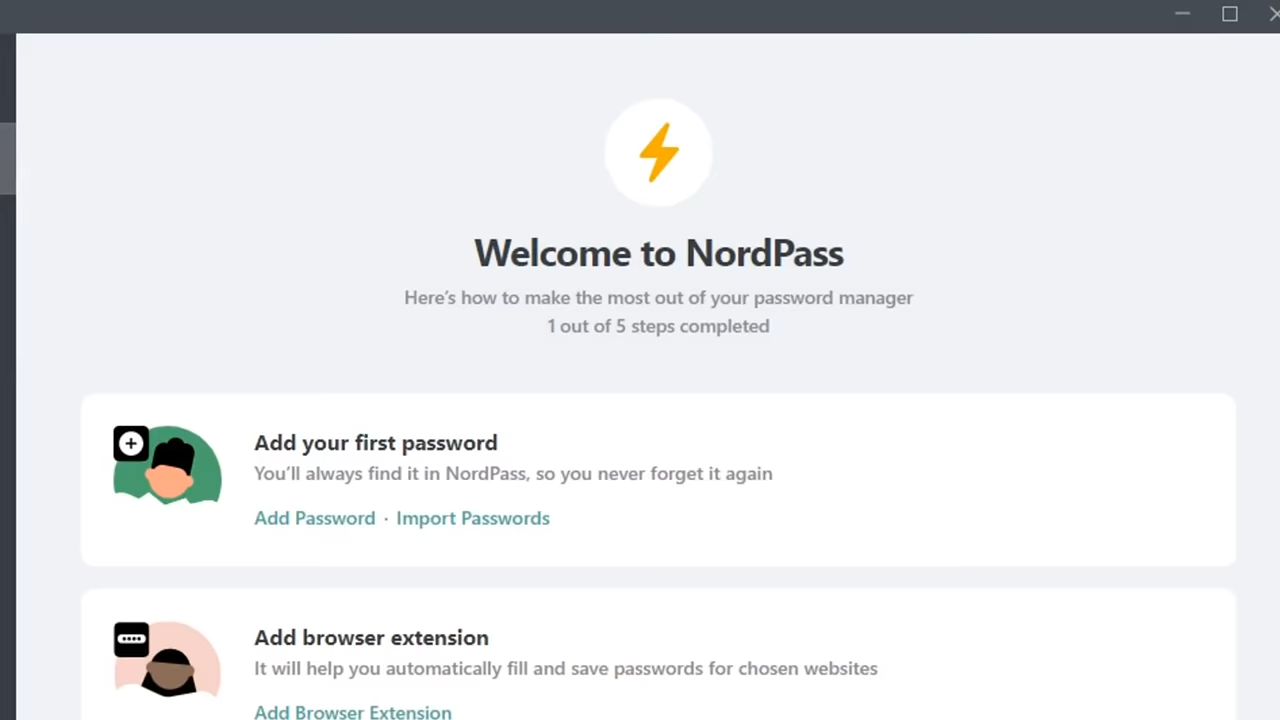 Welcome to NordPass
Here's how to make the most out of your password manager
1 out of 5 steps completed
Add your first password
You'll always find it in NordPass, so you never forget it again
Add Password · Import Passwords
Add browser extension
It will help you automatically fill and save passwords for chosen websites
Add Browser Extension